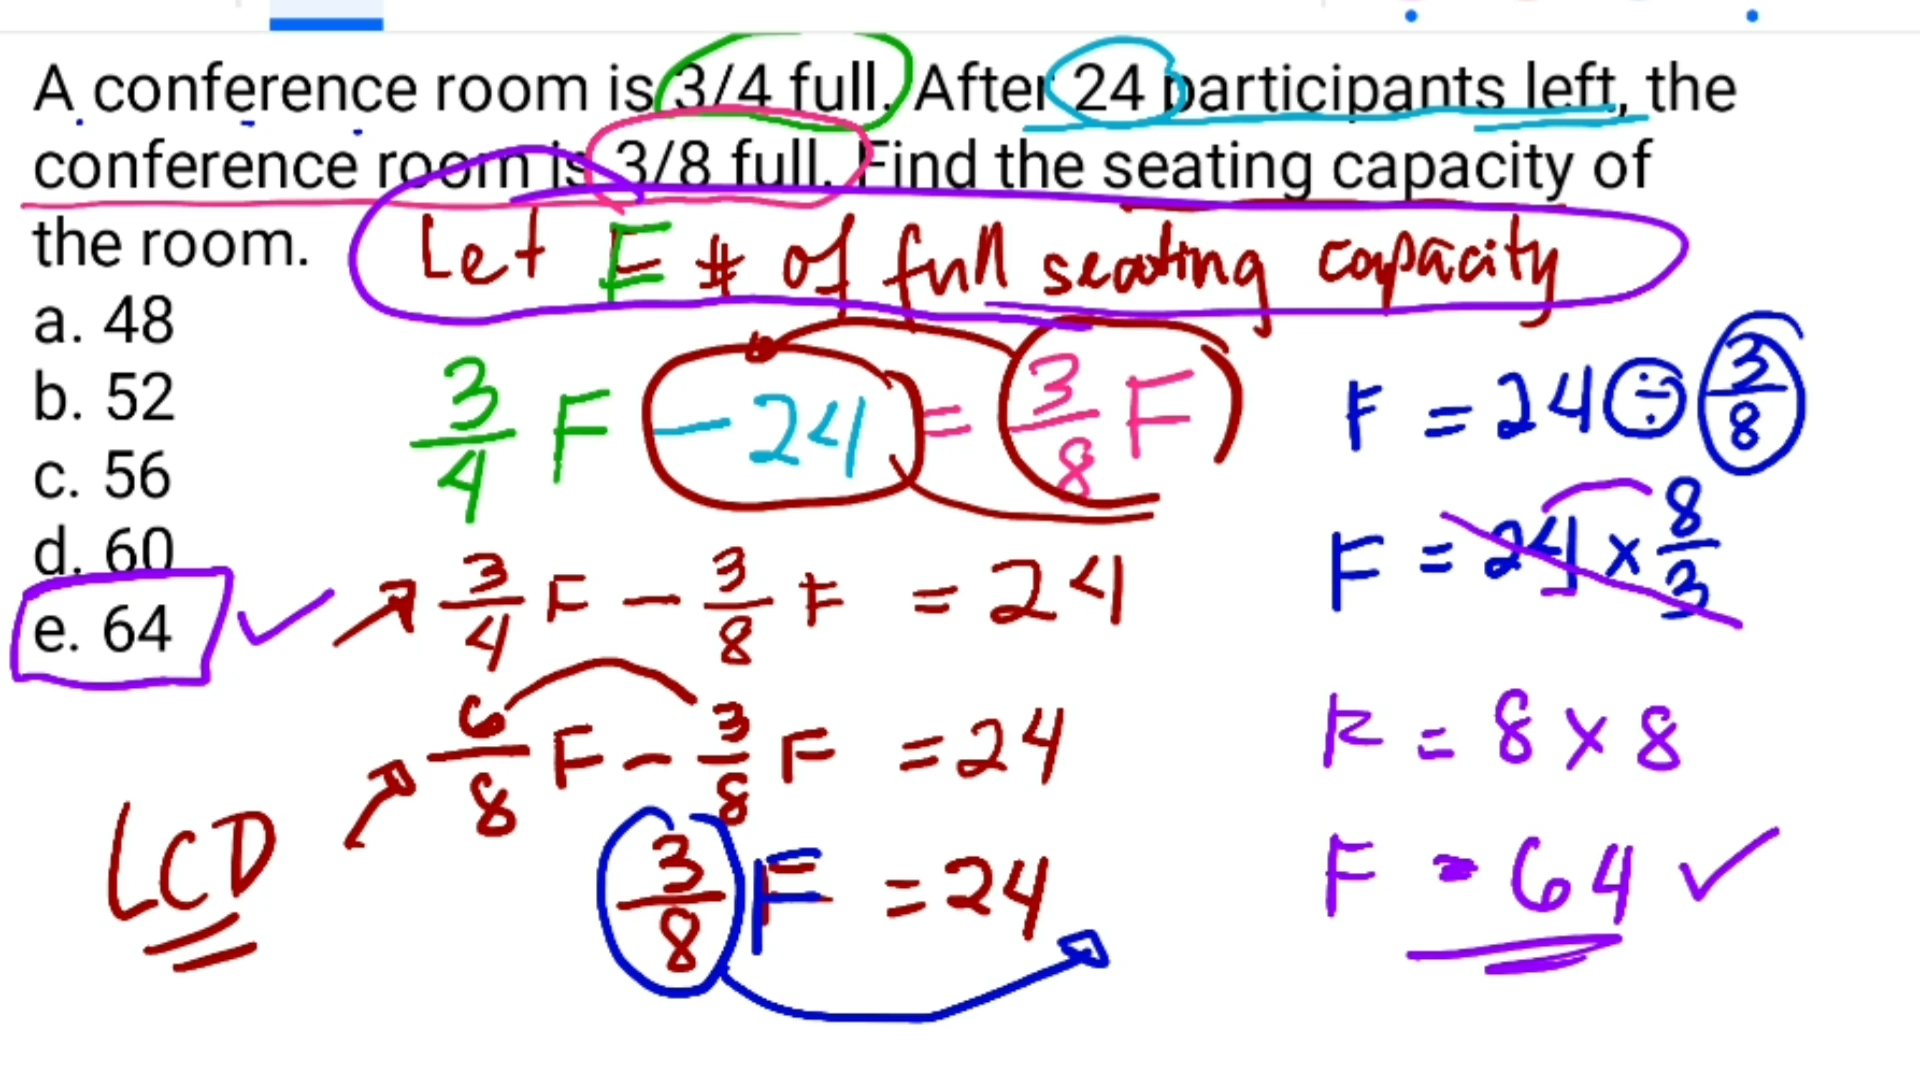 A conference room is 3/4 full. After 24 participants left, the
conference room is 3/8 full. Find the seating capacity of
the room.
Let F # of full seating capacity
a. 48
b. 52
c. 56
d. 60
e. 64
3/4 F - 24 = 3/8 F
3/4 F - 3/8 F = 24
6/8 F - 3/8 F = 24
LCD
3/8 F = 24
F = 24 ÷ 3/8
F = 24 × 8/3
F = 8 × 8
F = 64